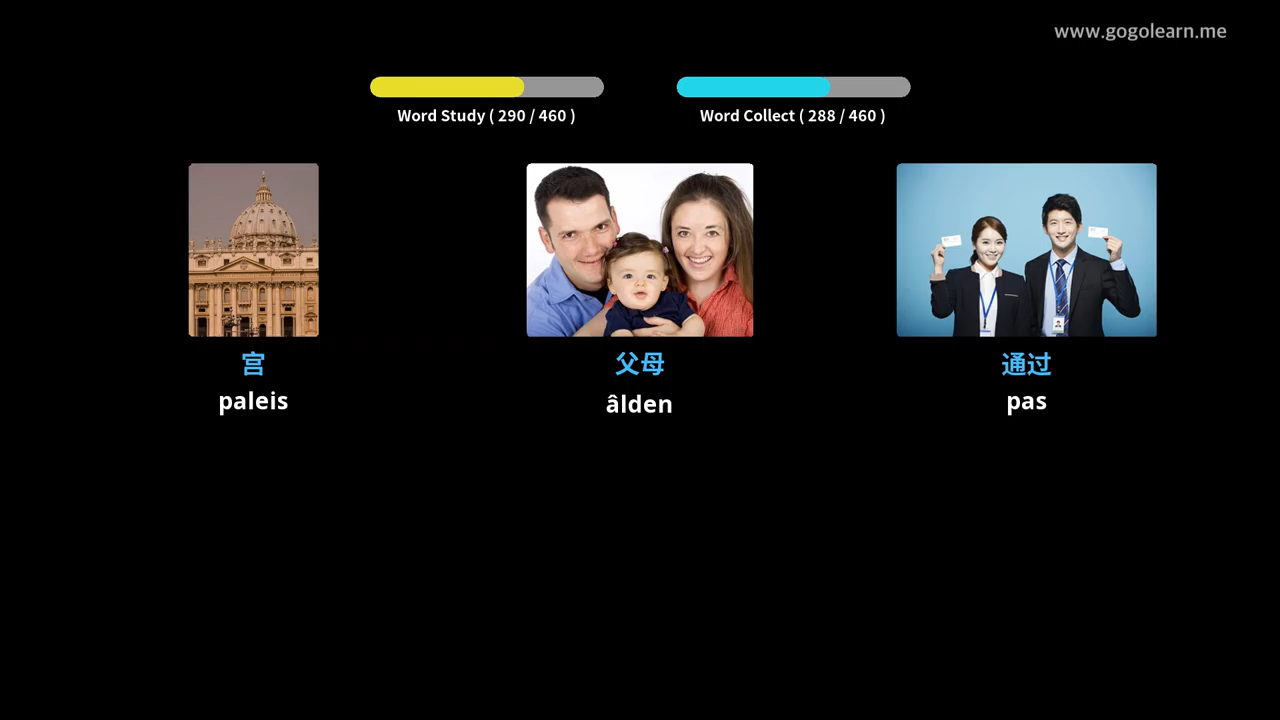 www.gogolearn.me
Word Study ( 290 / 460 )
Word Collect ( 288 / 460 )
宫
父母
通过
paleis
âlden
pas